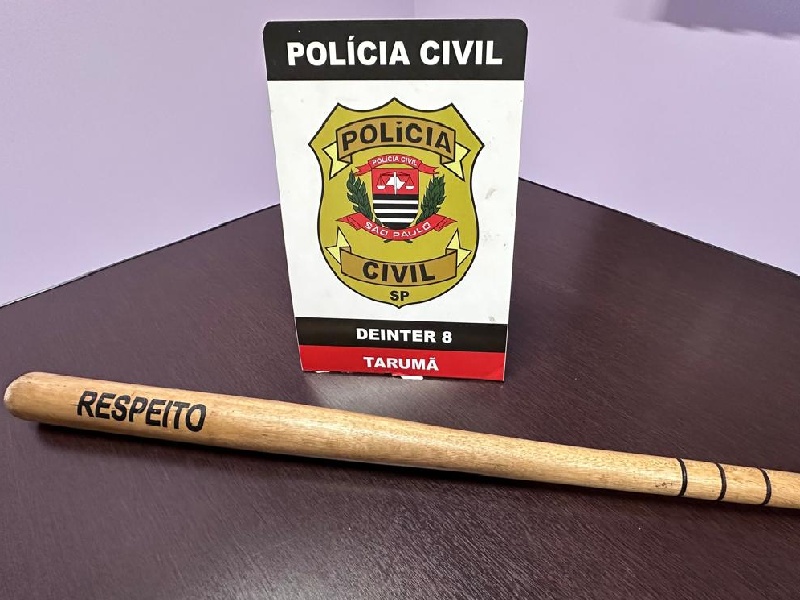 POLÍCIA CIVIL
POLÍCIA
POLÍCIA CIVIL
SÃO PAULO
CIVIL
SP
DEINTER 8
TARUMÃ
RESPEITO